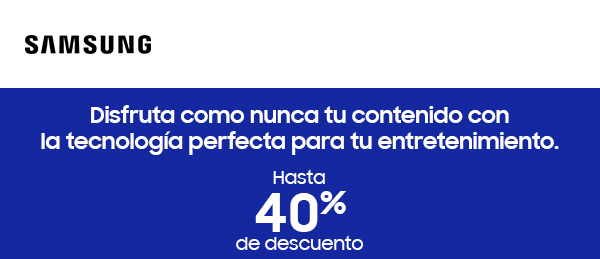 SAMSUNG
Disfruta como nunca tu contenido con
la tecnología perfecta para tu entretenimiento.
Hasta
40%
de descuento